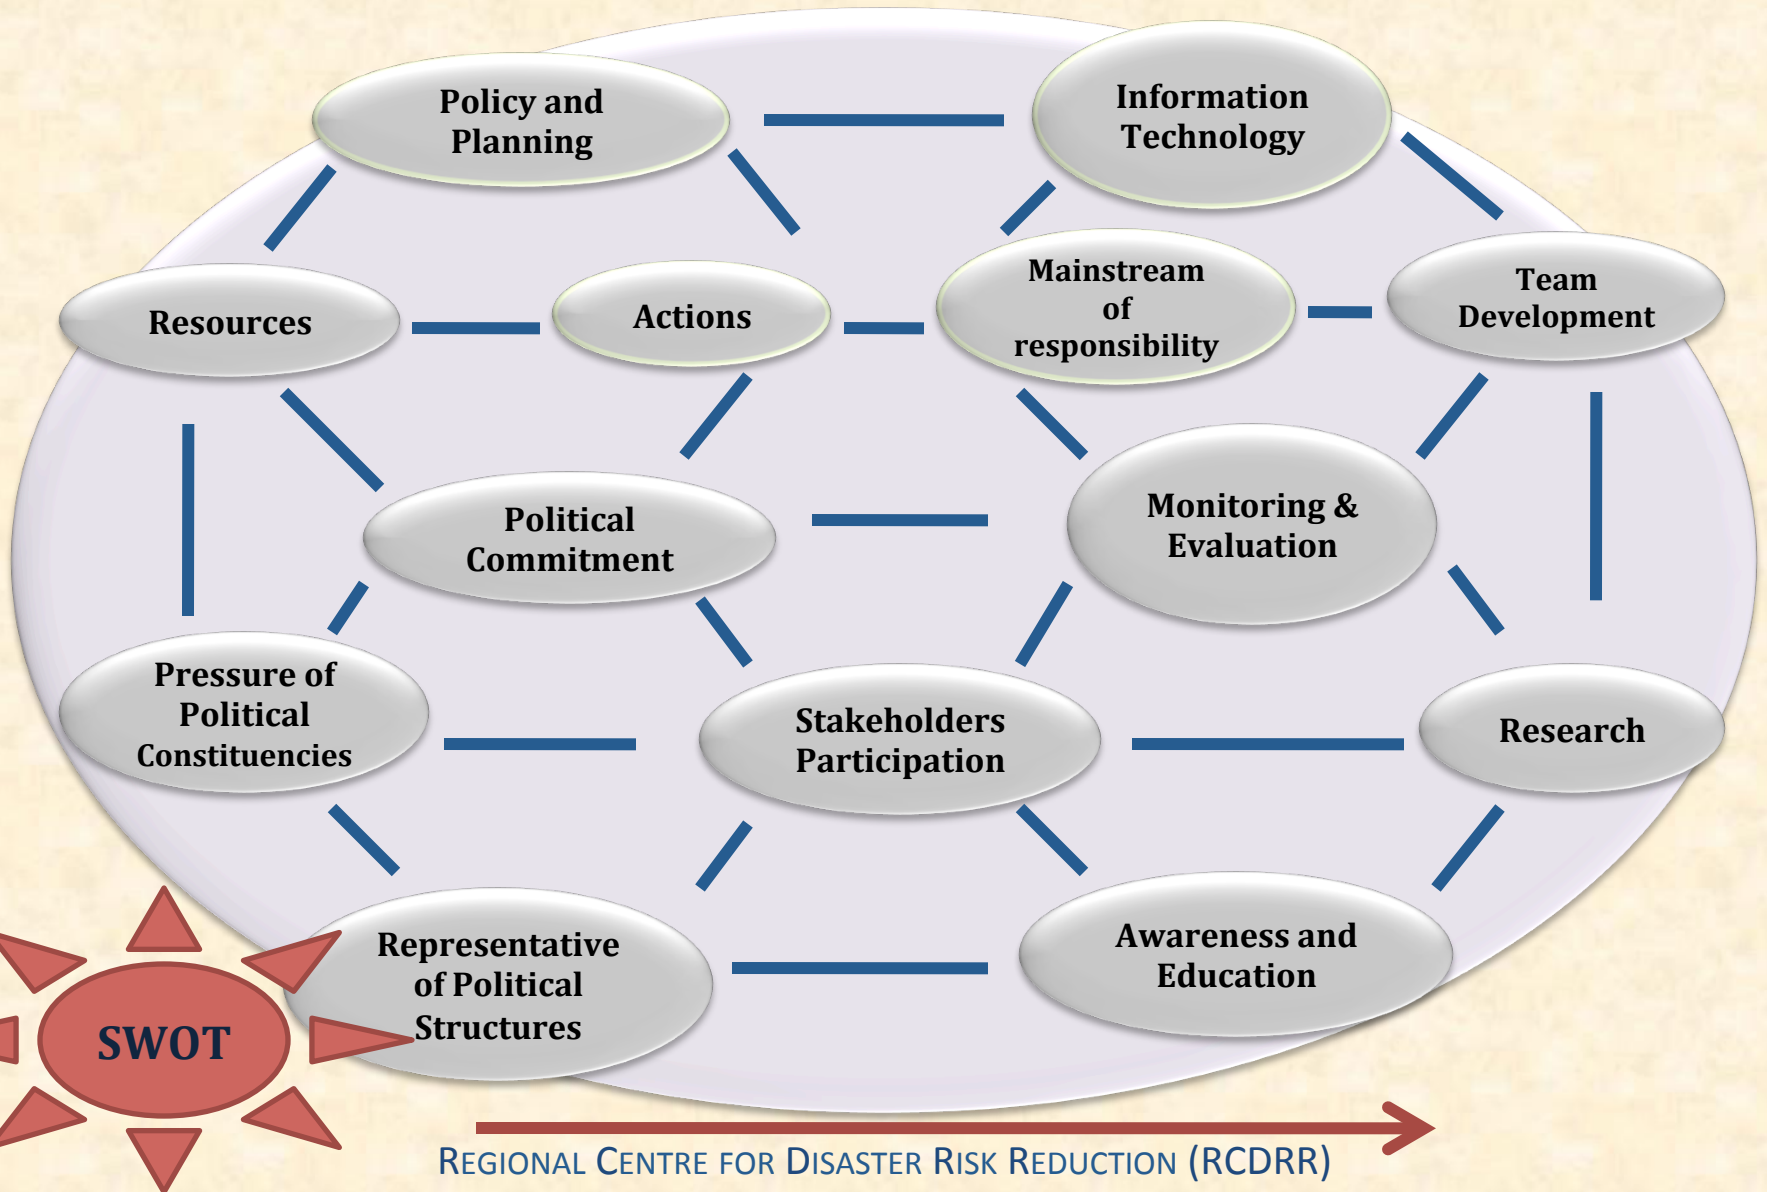 Policy and
Planning
Information
Technology
Resources
Actions
Mainstream
of
responsibility
Team
Development
Political
Commitment
Monitoring &
Evaluation
Pressure of
Political
Constituencies
Stakeholders
Participation
Research
Representative
of Political
Structures
Awareness and
Education
SWOT
REGIONAL CENTRE FOR DISASTER RISK REDUCTION (RCDRR)